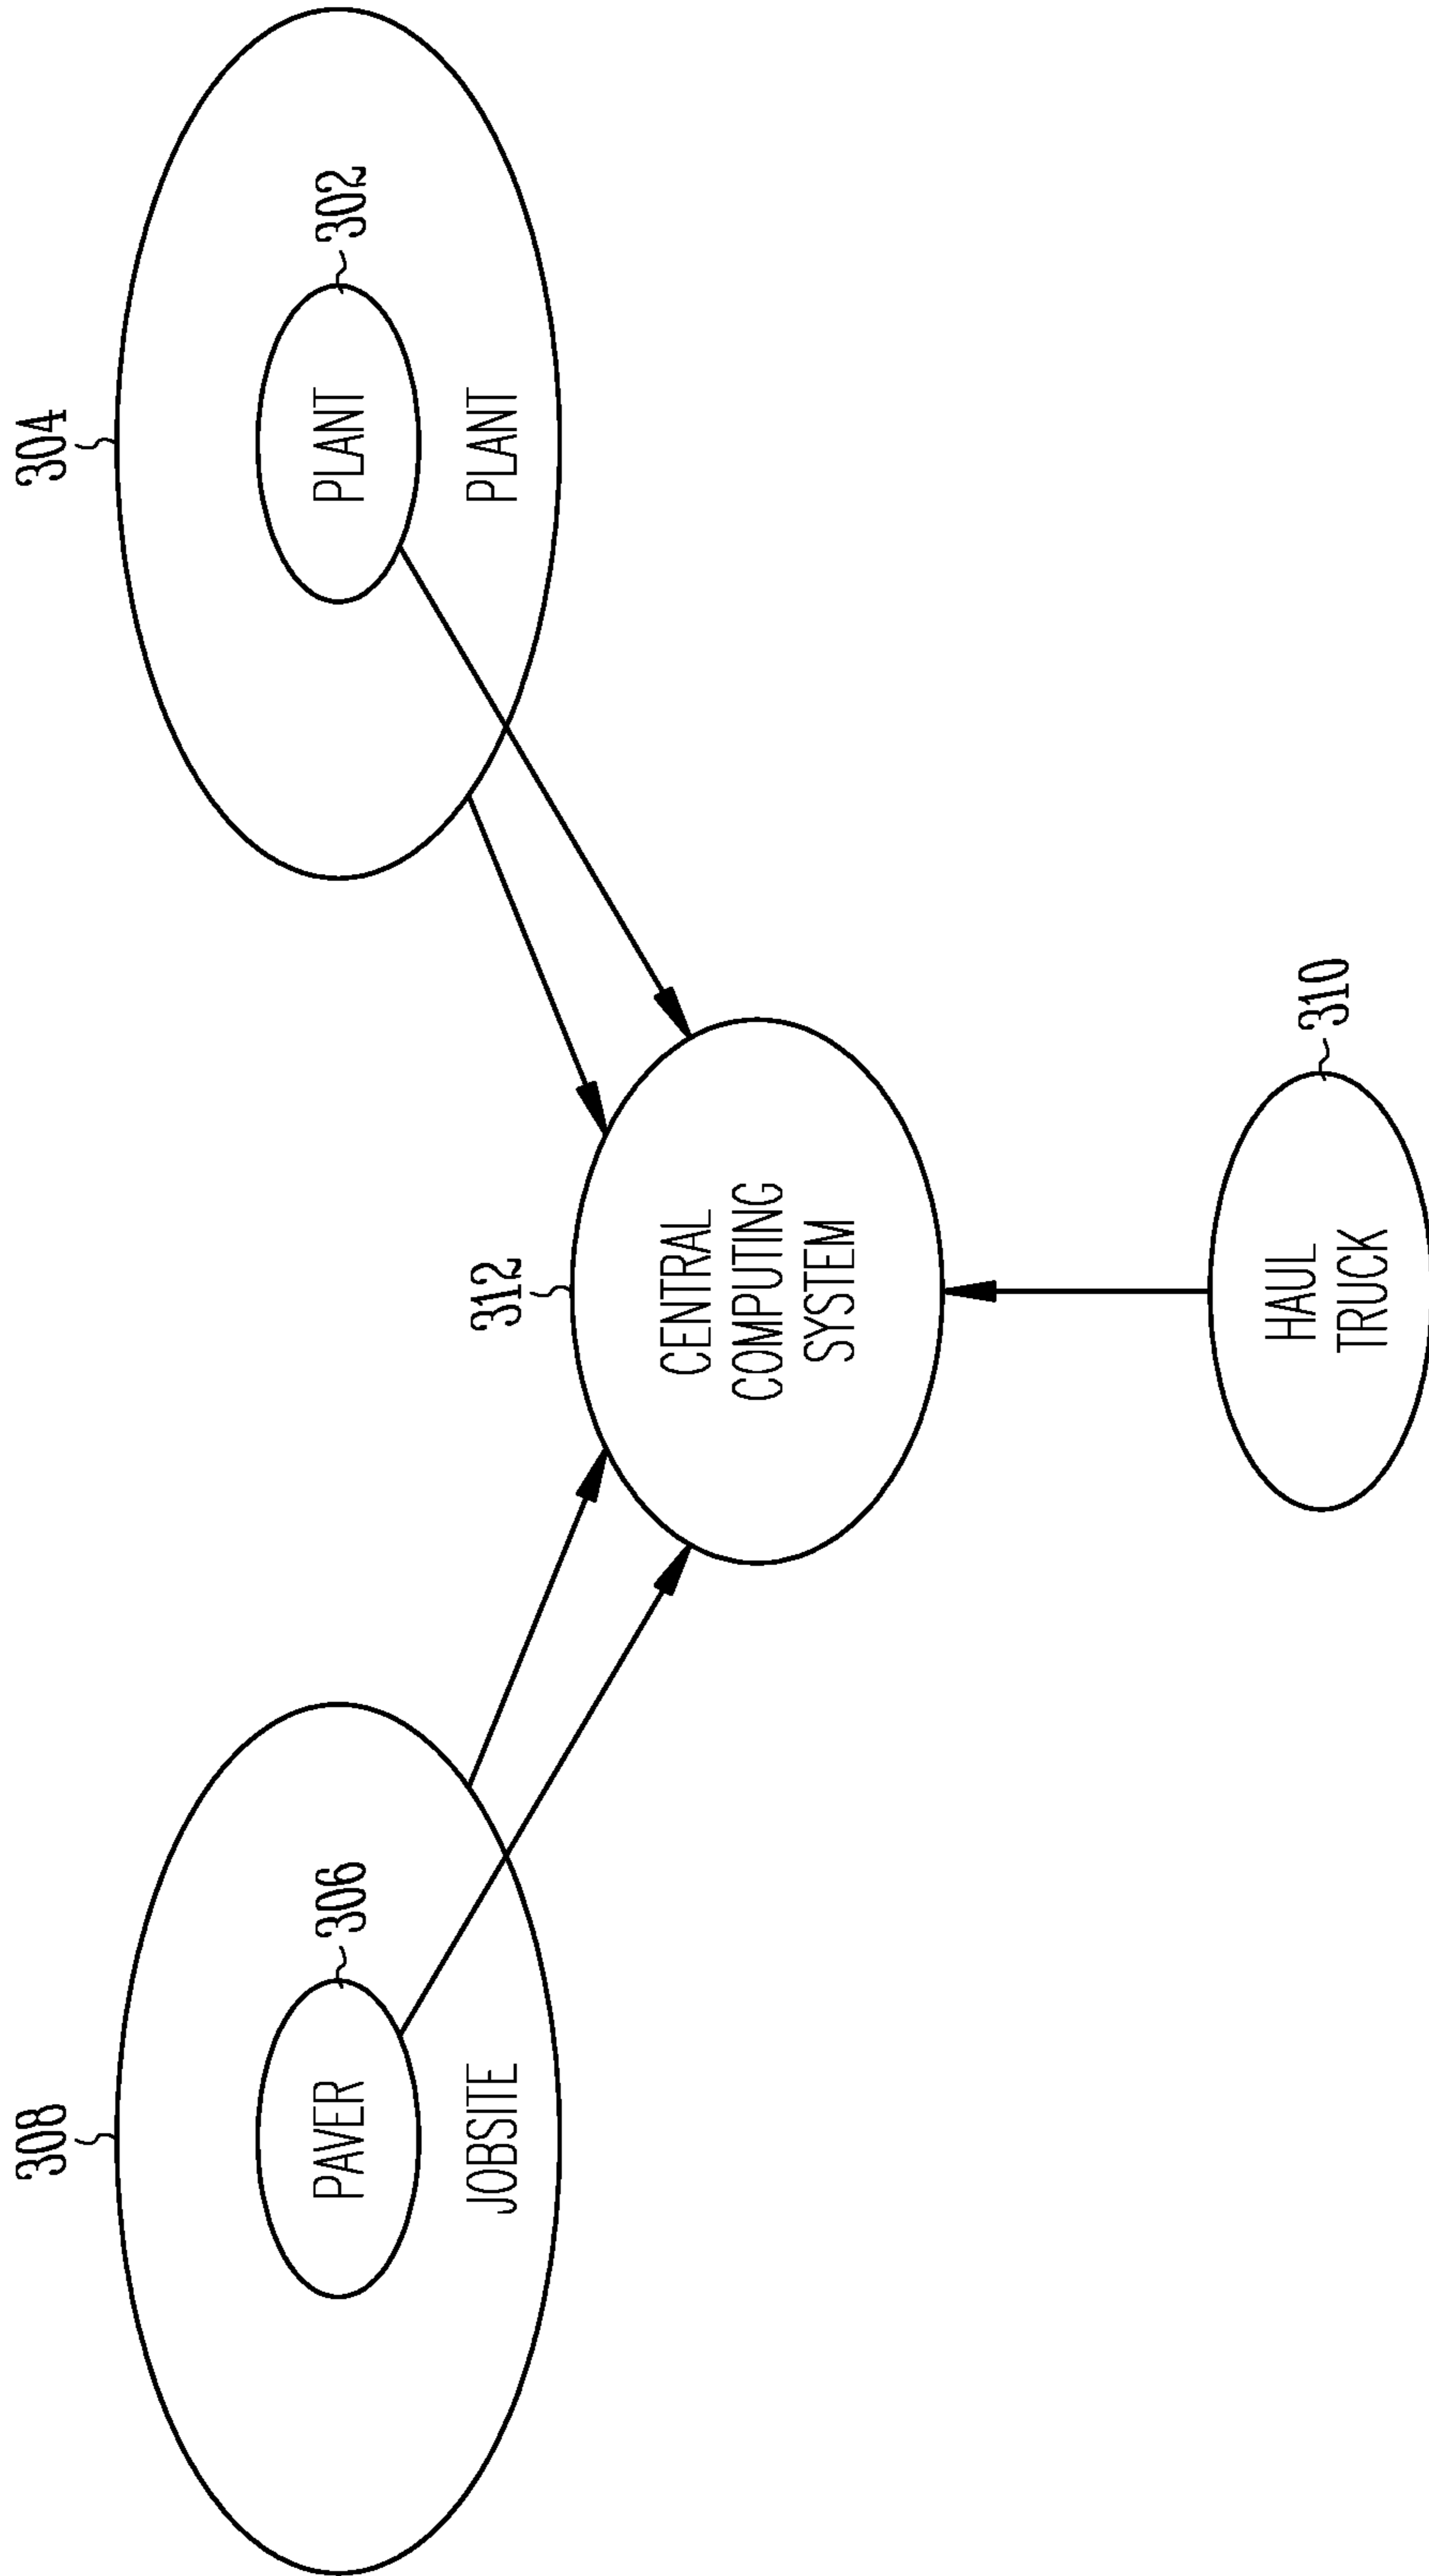 308
304
306
302
PAVER
PLANT
JOBSITE
PLANT
312
CENTRAL
COMPUTING
SYSTEM
310
HAUL
TRUCK